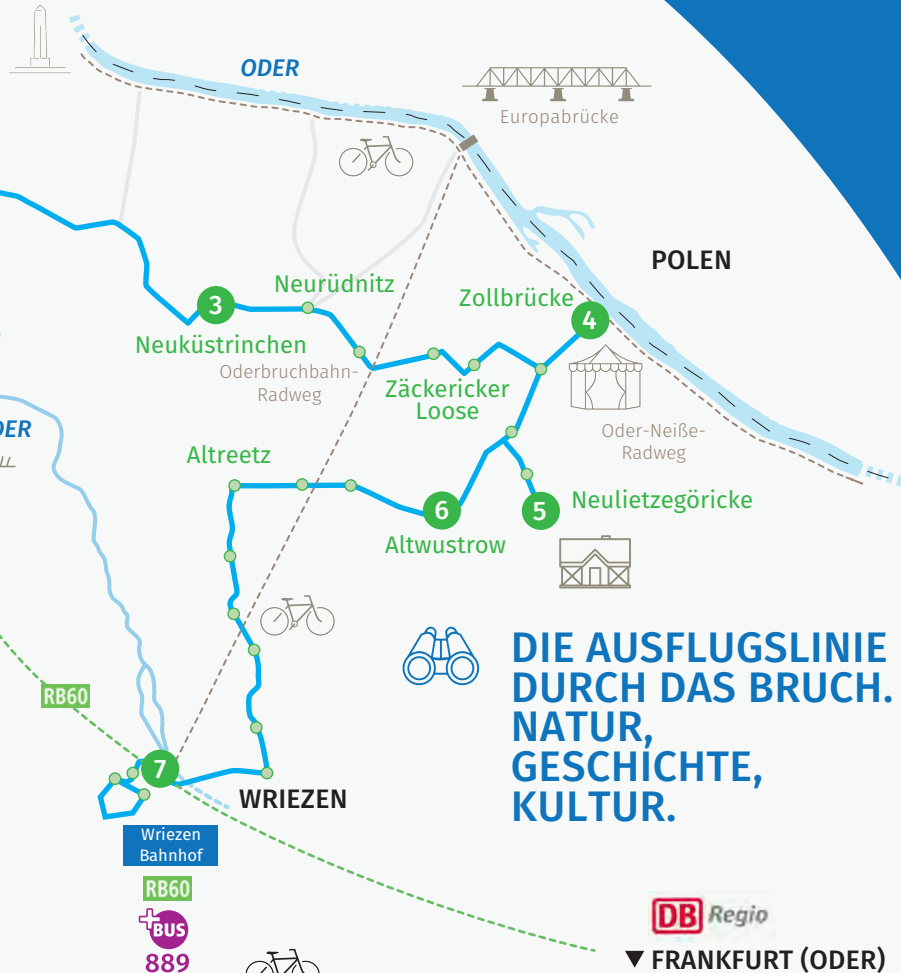 ODER
Europabrücke
POLEN
Neurüdnitz
Zollbrücke
3
4
Neuküstrinchen
Oderbruchbahn-
Radweg
Zäckericker
Loose
DER
Oder-Neiße-
Radweg
Altreetz
6
5
Neulietzegöricke
Altwustrow
DIE AUSFLUGSLINIE
DURCH DAS BRUCH.
NATUR,
GESCHICHTE,
KULTUR.
RB60
7
WRIEZEN
Wriezen
Bahnhof
RB60
+BUS
889
DB Regio
▼ FRANKFURT (ODER)